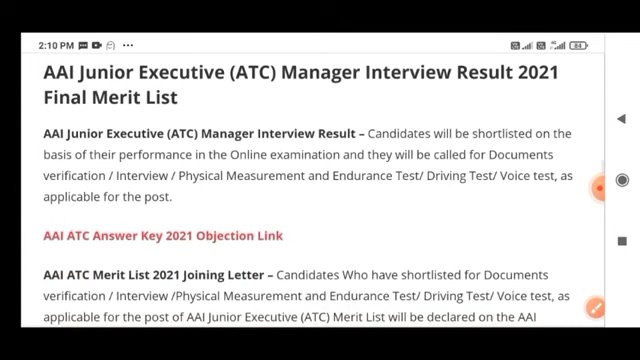 2:10 PM
84
AAI Junior Executive (ATC) Manager Interview Result 2021
Final Merit List
AAI Junior Executive (ATC) Manager Interview Result – Candidates will be shortlisted on the
basis of their performance in the Online examination and they will be called for Documents
verification / Interview / Physical Measurement and Endurance Test/ Driving Test/ Voice test, as
applicable for the post.
AAI ATC Answer Key 2021 Objection Link
AAI ATC Merit List 2021 Joining Letter – Candidates Who have shortlisted for Documents
verification / Interview /Physical Measurement and Endurance Test/ Driving Test/ Voice test, as
applicable for the post of AAI Junior Executive (ATC) Merit List will be declared on the AAI